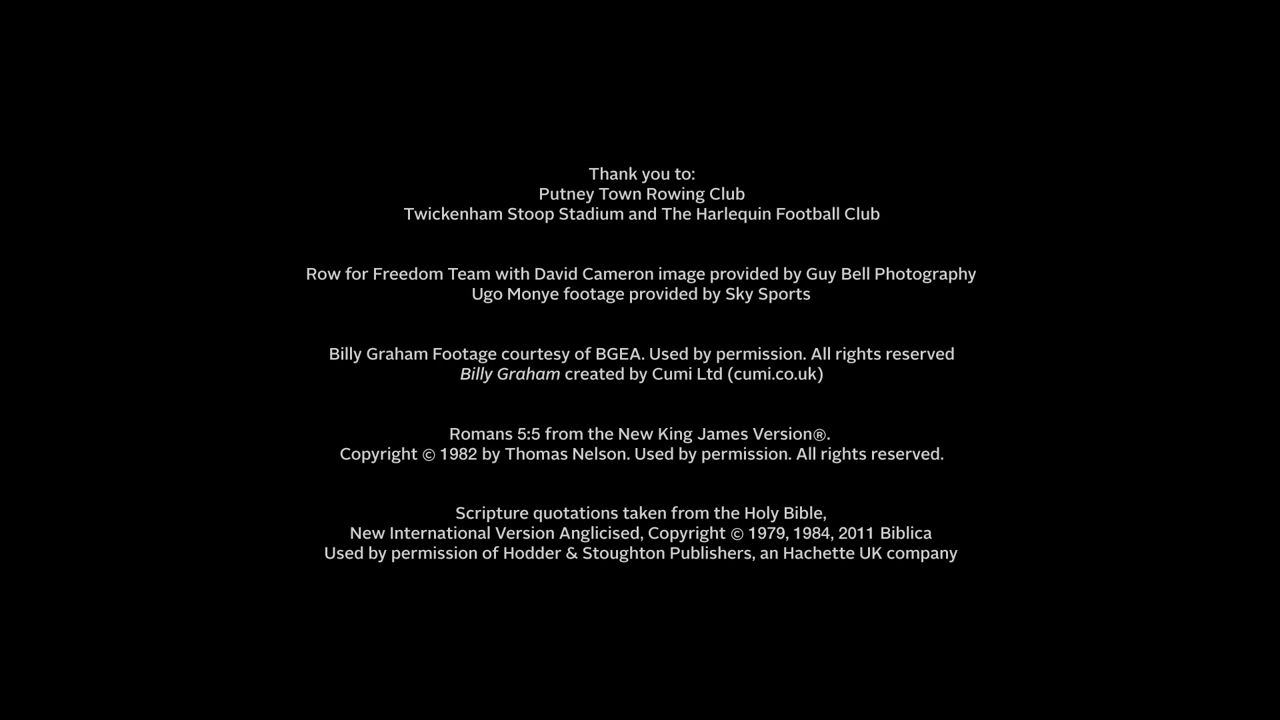 Thank you to:
Putney Town Rowing Club
Twickenham Stoop Stadium and The Harlequin Football Club
Row for Freedom Team with David Cameron image provided by Guy Bell Photography
Ugo Monye footage provided by Sky Sports
Billy Graham Footage courtesy of BGEA. Used by permission. All rights reserved
Billy Graham created by Cumi Ltd (cumi.co.uk)
Romans 5:5 from the New King James Version®.
Copyright © 1982 by Thomas Nelson. Used by permission. All rights reserved.
Scripture quotations taken from the Holy Bible,
New International Version Anglicised, Copyright © 1979, 1984, 2011 Biblica
Used by permission of Hodder & Stoughton Publishers, an Hachette UK company